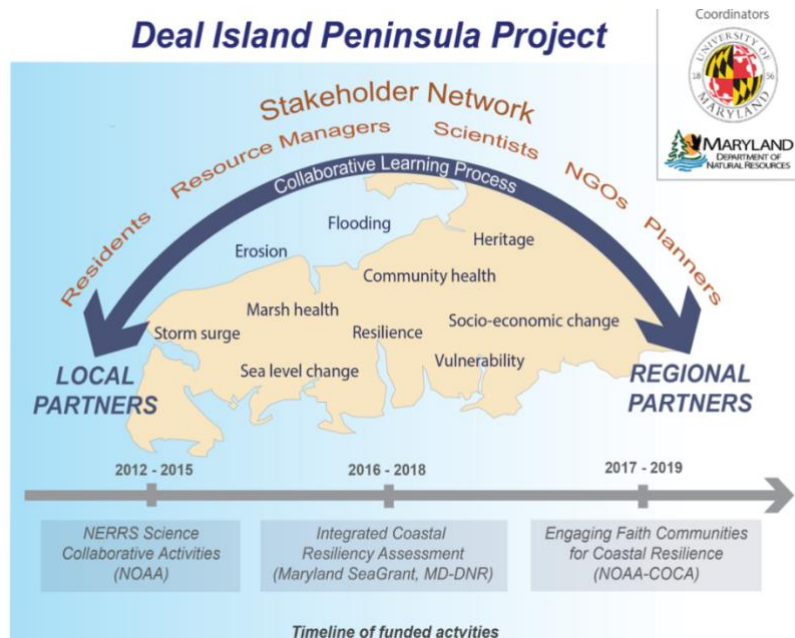 Deal Island Peninsula Project
Coordinators
UNIVERSITY OF
MARYLAND
18 56
MARYLAND
DEPARTMENT OF
NATURAL RESOURCES
Stakeholder Network
Residents
Resource Managers
Scientists
NGOs
Planners
Collaborative Learning Process
Flooding
Erosion
Heritage
Community health
Marsh health
Storm surge
Resilience
Socio-economic change
Sea level change
Vulnerability
LOCAL
PARTNERS
REGIONAL
PARTNERS
2012 - 2015
2016 - 2018
2017 - 2019
NERRS Science
Collaborative Activities
(NOAA)
Integrated Coastal
Resiliency Assessment
(Maryland SeaGrant, MD-DNR)
Engaging Faith Communities
for Coastal Resilience
(NOAA-COCA)
Timeline of funded actvities